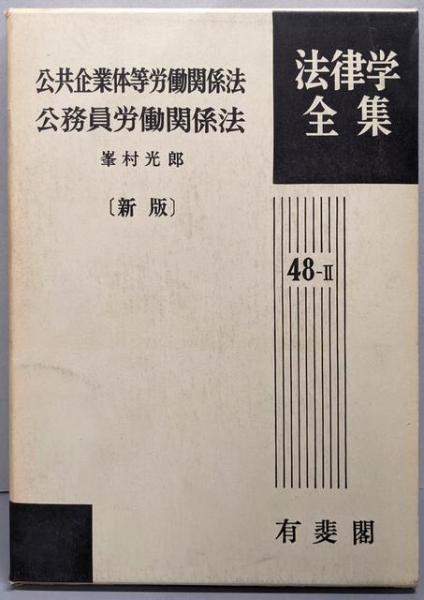 公共企業体等労働関係法
公務員労働関係法
峯村光郎
〔新版〕
法律学
全集
48-II
有斐閣